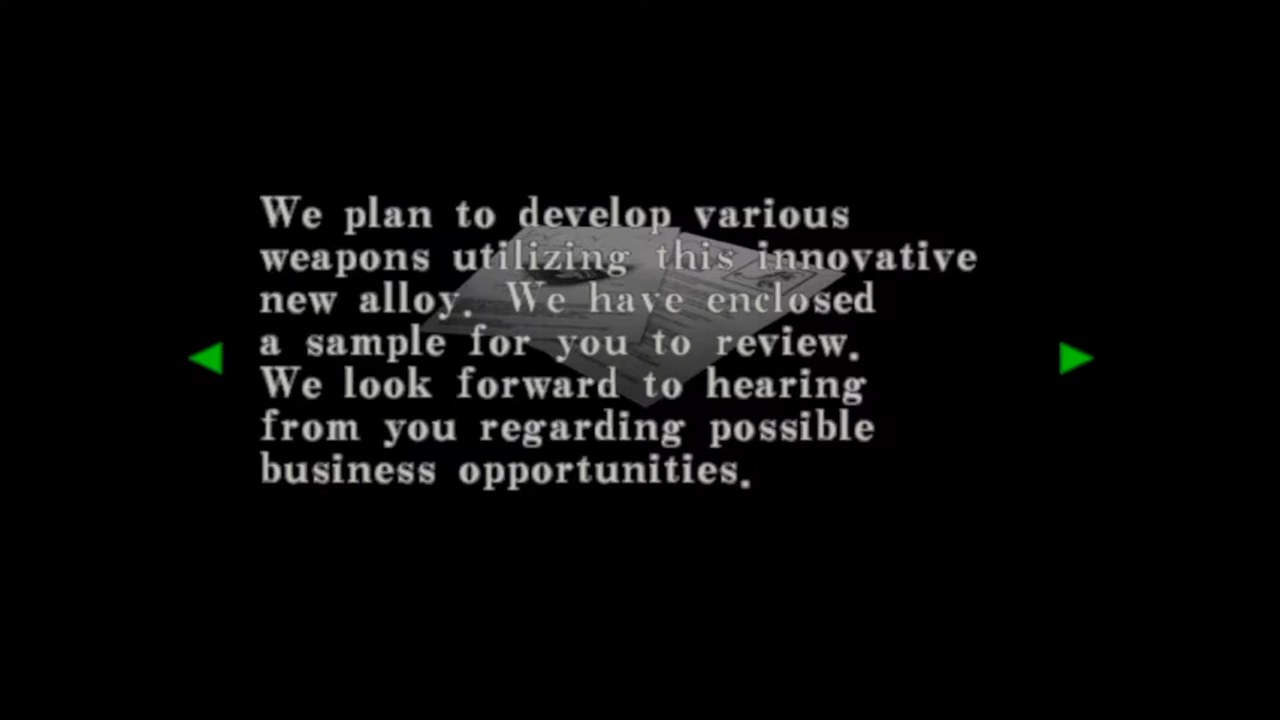 We plan to develop various
weapons utilizing this innovative
new alloy. We have enclosed
a sample for you to review.
We look forward to hearing
from you regarding possible
business opportunities.